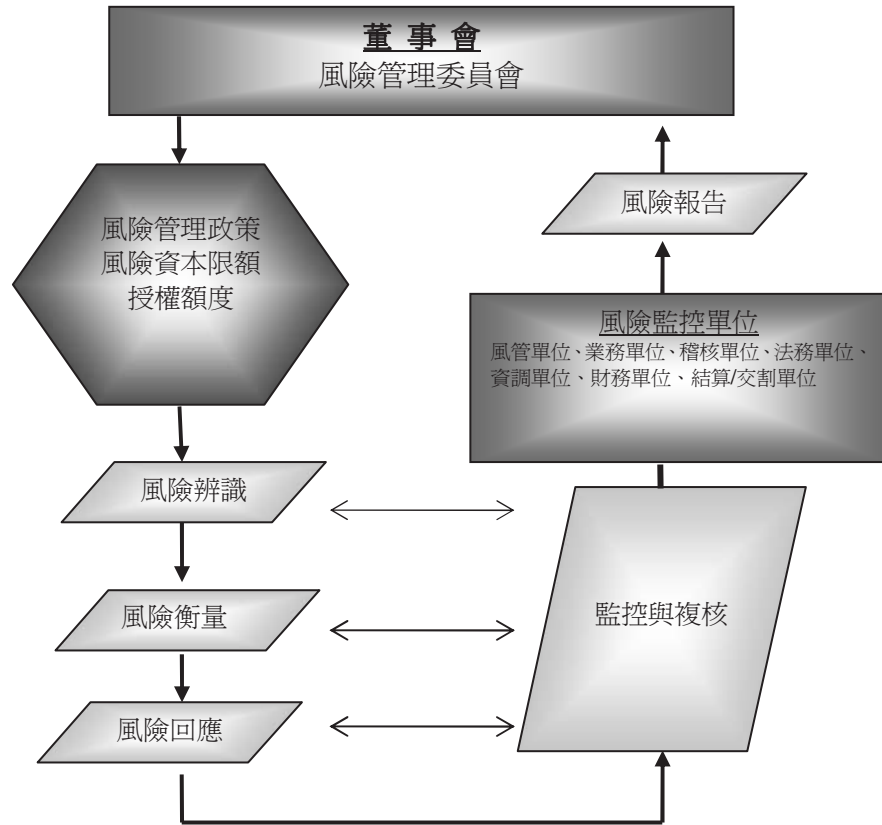 董 事 會
風險管理委員會
風險管理政策
風險資本限額
授權額度
風險辨識
風險衡量
風險回應
風險報告
風險監控單位
風管單位、業務單位、稽核單位、法務單位、
資調單位、財務單位、結算/交割單位
監控與複核